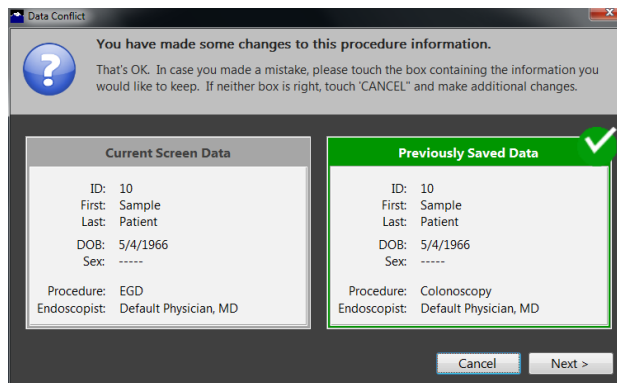 Data Conflict
You have made some changes to this procedure information.
That's OK. In case you made a mistake, please touch the box containing the information you
would like to keep. If neither box is right, touch 'CANCEL" and make additional changes.
Current Screen Data
ID: 10
First: Sample
Last: Patient
DOB: 5/4/1966
Sex: -----
Procedure: EGD
Endoscopist: Default Physician, MD
Previously Saved Data
ID: 10
First: Sample
Last: Patient
DOB: 5/4/1966
Sex: -----
Procedure: Colonoscopy
Endoscopist: Default Physician, MD
Cancel
Next >